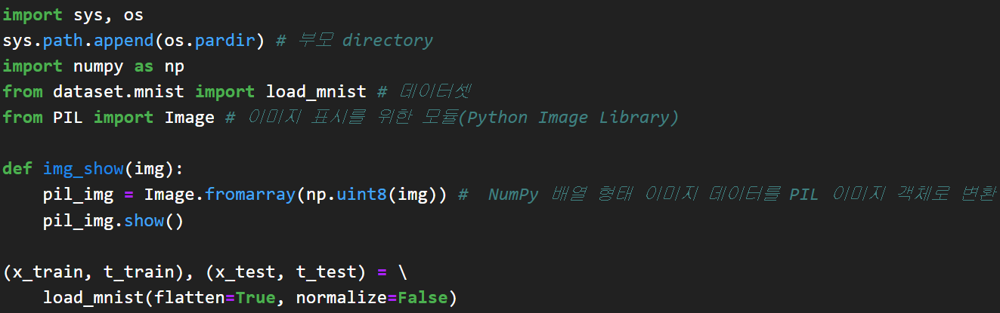 import sys, os
sys.path.append(os.pardir) # 부모 directory
import numpy as np
from dataset.mnist import load_mnist # 데이터셋
from PIL import Image # 이미지 표시를 위한 모듈(Python Image Library)

def img_show(img):
    pil_img = Image.fromarray(np.uint8(img)) #  NumPy 배열 형태 이미지 데이터를 PIL 이미지 객체로 변환
    pil_img.show()

(x_train, t_train), (x_test, t_test) = \
    load_mnist(flatten=True, normalize=False)